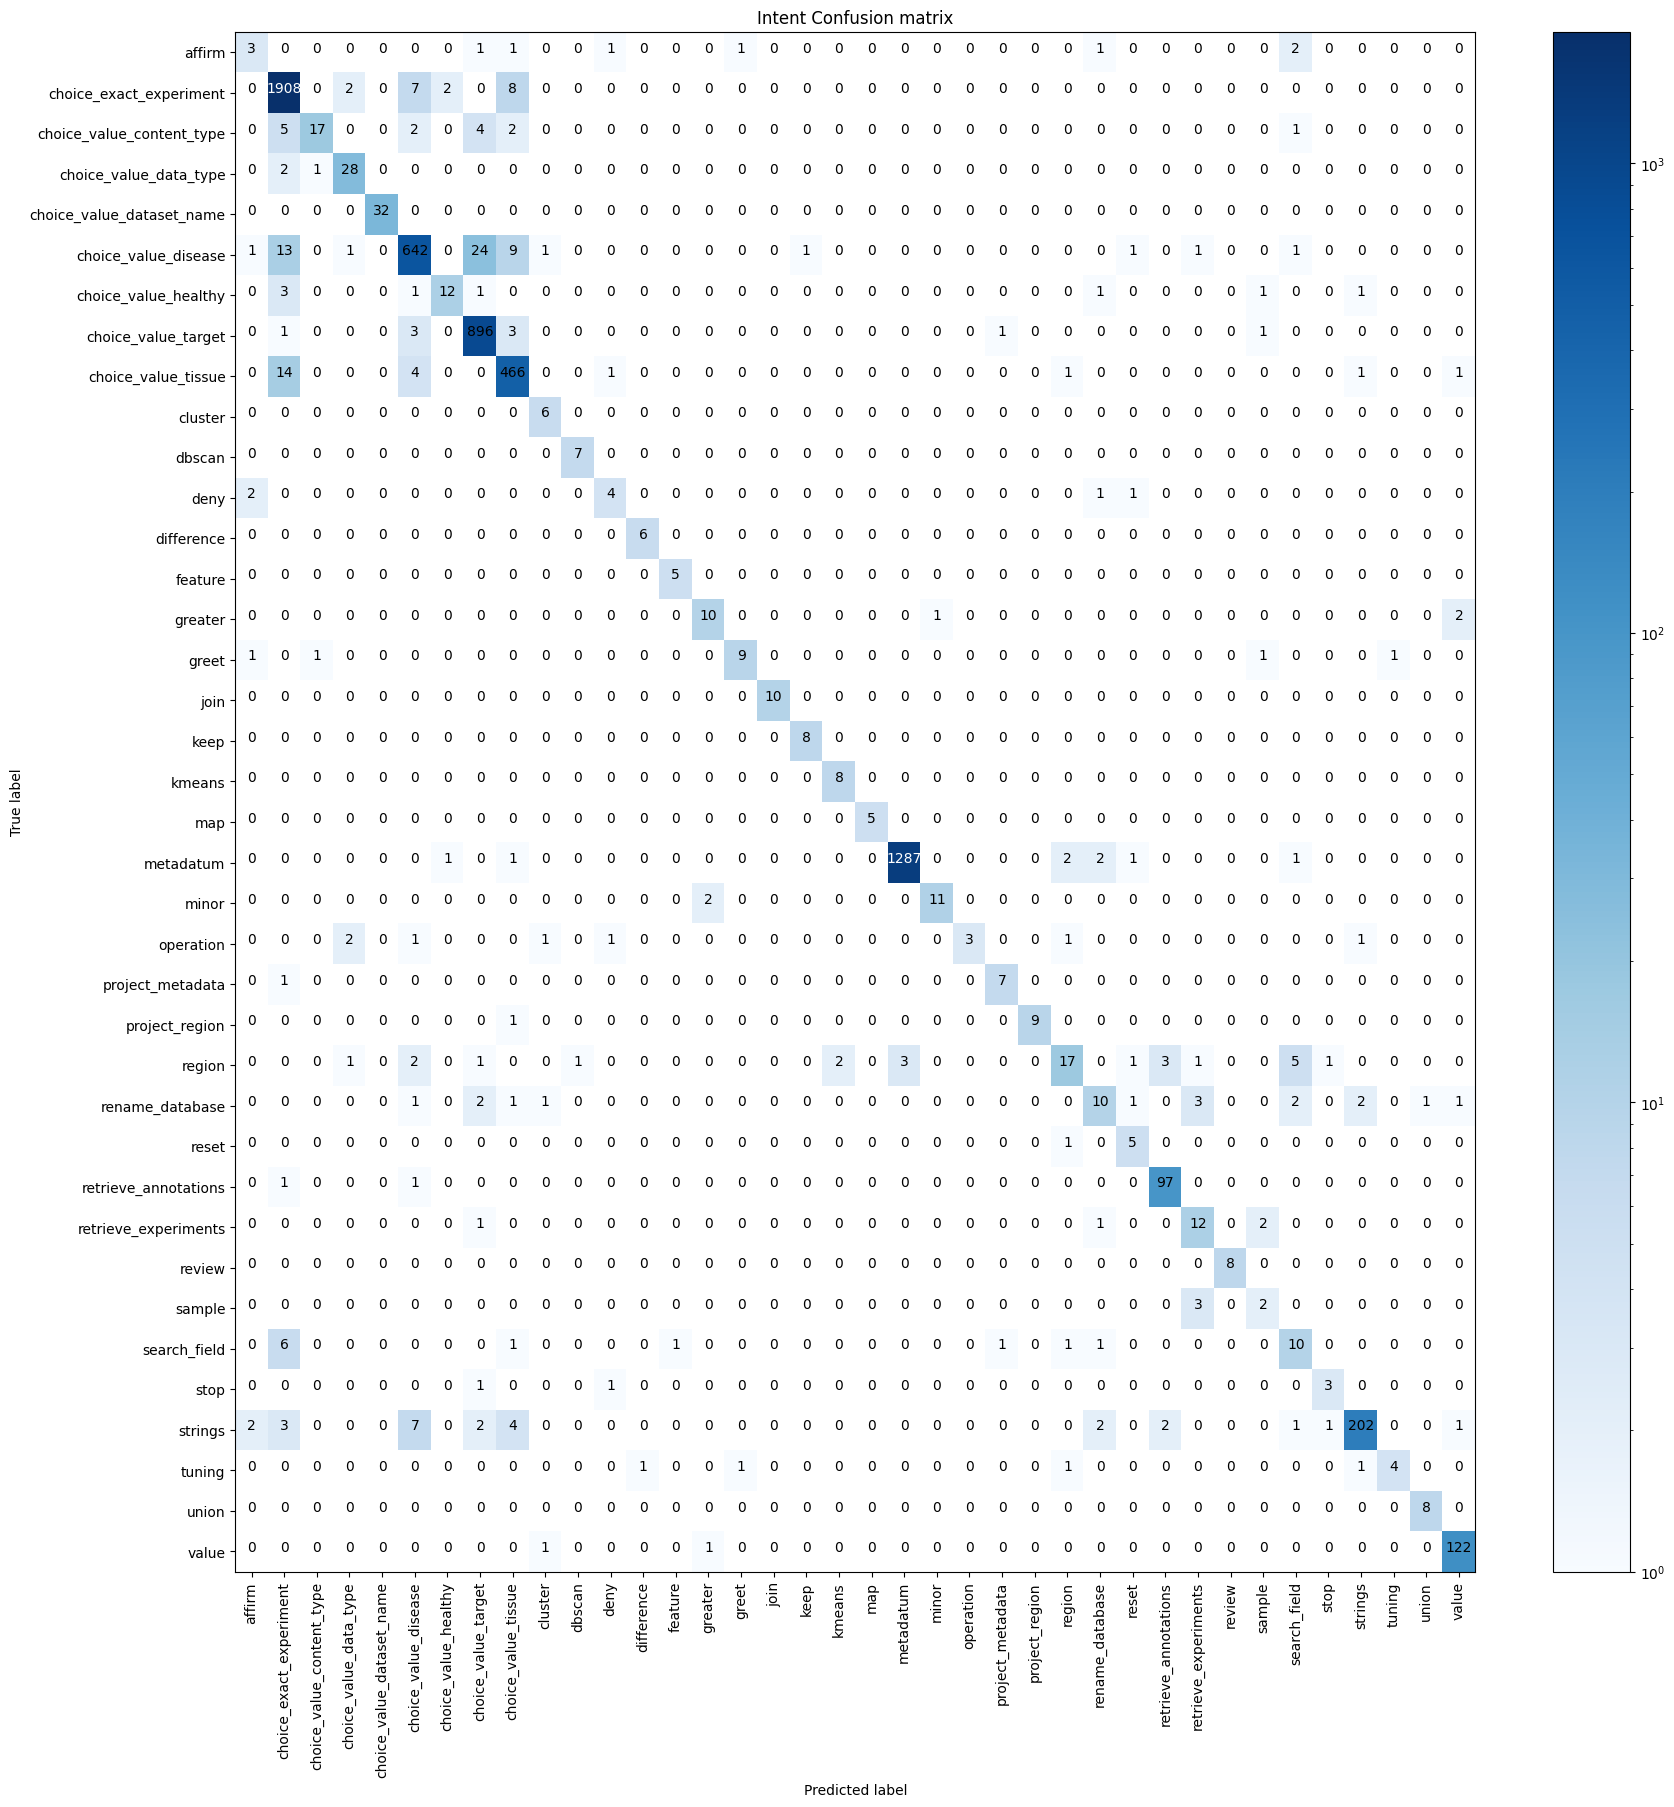 Intent Confusion matrix
affirm 3 0 0 0 0 0 0 1 1 0 0 1 0 0 0 1 0 0 0 0 0 0 0 0 0 0 1 0 0 0 0 0 2 0 0 0 0 0
choice_exact_experiment 0 1908 0 2 0 7 2 0 8 0 0 0 0 0 0 0 0 0 0 0 0 0 0 0 0 0 0 0 0 0 0 0 0 0 0 0 0 0
choice_value_content_type 0 5 17 0 0 2 0 4 2 0 0 0 0 0 0 0 0 0 0 0 0 0 0 0 0 0 0 0 0 0 0 0 1 0 0 0 0 0
choice_value_data_type 0 2 1 28 0 0 0 0 0 0 0 0 0 0 0 0 0 0 0 0 0 0 0 0 0 0 0 0 0 0 0 0 0 0 0 0 0 0
choice_value_dataset_name 0 0 0 0 32 0 0 0 0 0 0 0 0 0 0 0 0 0 0 0 0 0 0 0 0 0 0 0 0 0 0 0 0 0 0 0 0 0
choice_value_disease 1 13 0 1 0 642 0 24 9 1 0 0 0 0 0 0 0 1 0 0 0 0 0 0 0 0 0 1 0 1 0 0 1 0 0 0 0 0
choice_value_healthy 0 3 0 0 0 1 12 1 0 0 0 0 0 0 0 0 0 0 0 0 0 0 0 0 0 0 1 0 0 0 0 1 0 0 1 0 0 0
choice_value_target 0 1 0 0 0 3 0 896 3 0 0 0 0 0 0 0 0 0 0 0 0 0 0 1 0 0 0 0 0 0 0 1 0 0 0 0 0 0
choice_value_tissue 0 14 0 0 0 4 0 0 466 0 0 1 0 0 0 0 0 0 0 0 0 0 0 0 0 1 0 0 0 0 0 0 0 0 1 0 0 1
cluster 0 0 0 0 0 0 0 0 0 6 0 0 0 0 0 0 0 0 0 0 0 0 0 0 0 0 0 0 0 0 0 0 0 0 0 0 0 0
dbscan 0 0 0 0 0 0 0 0 0 0 7 0 0 0 0 0 0 0 0 0 0 0 0 0 0 0 0 0 0 0 0 0 0 0 0 0 0 0
deny 2 0 0 0 0 0 0 0 0 0 0 4 0 0 0 0 0 0 0 0 0 0 0 0 0 0 1 1 0 0 0 0 0 0 0 0 0 0
difference 0 0 0 0 0 0 0 0 0 0 0 0 6 0 0 0 0 0 0 0 0 0 0 0 0 0 0 0 0 0 0 0 0 0 0 0 0 0
feature 0 0 0 0 0 0 0 0 0 0 0 0 0 5 0 0 0 0 0 0 0 0 0 0 0 0 0 0 0 0 0 0 0 0 0 0 0 0
greater 0 0 0 0 0 0 0 0 0 0 0 0 0 0 10 0 0 0 0 0 0 1 0 0 0 0 0 0 0 0 0 0 0 0 0 0 0 2
greet 1 0 1 0 0 0 0 0 0 0 0 0 0 0 0 9 0 0 0 0 0 0 0 0 0 0 0 0 0 0 0 1 0 0 0 1 0 0
join 0 0 0 0 0 0 0 0 0 0 0 0 0 0 0 0 10 0 0 0 0 0 0 0 0 0 0 0 0 0 0 0 0 0 0 0 0 0
keep 0 0 0 0 0 0 0 0 0 0 0 0 0 0 0 0 0 8 0 0 0 0 0 0 0 0 0 0 0 0 0 0 0 0 0 0 0 0
kmeans 0 0 0 0 0 0 0 0 0 0 0 0 0 0 0 0 0 0 8 0 0 0 0 0 0 0 0 0 0 0 0 0 0 0 0 0 0 0
map 0 0 0 0 0 0 0 0 0 0 0 0 0 0 0 0 0 0 0 5 0 0 0 0 0 0 0 0 0 0 0 0 0 0 0 0 0 0
metadatum 0 0 0 0 0 0 1 0 1 0 0 0 0 0 0 0 0 0 0 0 1287 0 0 0 0 2 2 1 0 0 0 0 1 0 0 0 0 0
minor 0 0 0 0 0 0 0 0 0 0 0 0 0 0 2 0 0 0 0 0 0 11 0 0 0 0 0 0 0 0 0 0 0 0 0 0 0 0
operation 0 0 0 2 0 1 0 0 0 1 0 1 0 0 0 0 0 0 0 0 0 0 3 0 0 1 0 0 0 0 0 0 0 0 1 0 0 0
project_metadata 0 1 0 0 0 0 0 0 0 0 0 0 0 0 0 0 0 0 0 0 0 0 0 7 0 0 0 0 0 0 0 0 0 0 0 0 0 0
project_region 0 0 0 0 0 0 0 0 1 0 0 0 0 0 0 0 0 0 0 0 0 0 0 0 9 0 0 0 0 0 0 0 0 0 0 0 0 0
region 0 0 0 1 0 2 0 1 0 0 1 0 0 0 0 0 0 0 2 0 3 0 0 0 0 17 0 1 3 1 0 0 5 1 0 0 0 0
rename_database 0 0 0 0 0 1 0 2 1 1 0 0 0 0 0 0 0 0 0 0 0 0 0 0 0 0 10 1 0 3 0 0 2 0 2 0 1 1
reset 0 0 0 0 0 0 0 0 0 0 0 0 0 0 0 0 0 0 0 0 0 0 0 0 0 1 0 5 0 0 0 0 0 0 0 0 0 0
retrieve_annotations 0 1 0 0 0 1 0 0 0 0 0 0 0 0 0 0 0 0 0 0 0 0 0 0 0 0 0 0 97 0 0 0 0 0 0 0 0 0
retrieve_experiments 0 0 0 0 0 0 0 1 0 0 0 0 0 0 0 0 0 0 0 0 0 0 0 0 0 0 1 0 0 12 0 2 0 0 0 0 0 0
review 0 0 0 0 0 0 0 0 0 0 0 0 0 0 0 0 0 0 0 0 0 0 0 0 0 0 0 0 0 0 8 0 0 0 0 0 0 0
sample 0 0 0 0 0 0 0 0 0 0 0 0 0 0 0 0 0 0 0 0 0 0 0 0 0 0 0 0 0 3 0 2 0 0 0 0 0 0
search_field 0 6 0 0 0 0 0 0 1 0 0 0 0 1 0 0 0 0 0 0 0 0 0 1 0 1 1 0 0 0 0 0 10 0 0 0 0 0
stop 0 0 0 0 0 0 0 1 0 0 0 1 0 0 0 0 0 0 0 0 0 0 0 0 0 0 0 0 0 0 0 0 0 3 0 0 0 0
strings 2 3 0 0 0 7 0 2 4 0 0 0 0 0 0 0 0 0 0 0 0 0 0 0 0 0 2 0 2 0 0 0 1 1 202 0 0 1
tuning 0 0 0 0 0 0 0 0 0 0 0 0 1 0 0 1 0 0 0 0 0 0 0 0 0 1 0 0 0 0 0 0 0 0 1 4 0 0
union 0 0 0 0 0 0 0 0 0 0 0 0 0 0 0 0 0 0 0 0 0 0 0 0 0 0 0 0 0 0 0 0 0 0 0 0 8 0
value 0 0 0 0 0 0 0 0 0 1 0 0 0 0 1 0 0 0 0 0 0 0 0 0 0 0 0 0 0 0 0 0 0 0 0 0 0 122
True label
affirm
choice_exact_experiment
choice_value_content_type
choice_value_data_type
choice_value_dataset_name
choice_value_disease
choice_value_healthy
choice_value_target
choice_value_tissue
cluster
dbscan
deny
difference
feature
greater
greet
join
keep
kmeans
map
metadatum
minor
operation
project_metadata
project_region
region
rename_database
reset
retrieve_annotations
retrieve_experiments
review
sample
search_field
stop
strings
tuning
union
value
Predicted label
10³
10²
10¹
10⁰